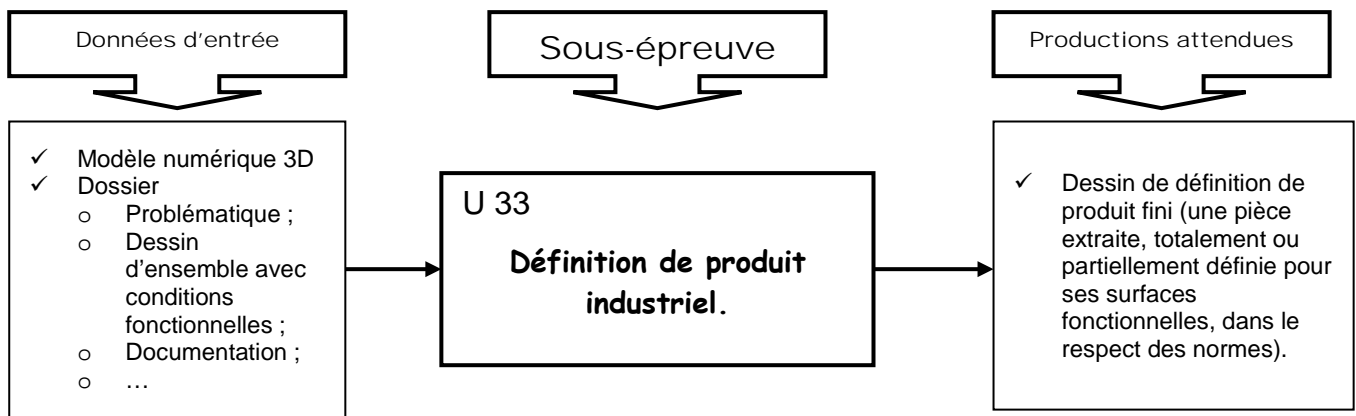 Données d'entrée
Sous-épreuve
Productions attendues
✓ Modèle numérique 3D
✓ Dossier
o Problématique ;
o Dessin
d'ensemble avec
conditions
fonctionnelles ;
o Documentation ;
o …
U 33
Définition de produit
industriel.
✓ Dessin de définition de
produit fini (une pièce
extraite, totalement ou
partiellement définie pour
ses surfaces
fonctionnelles, dans le
respect des normes).